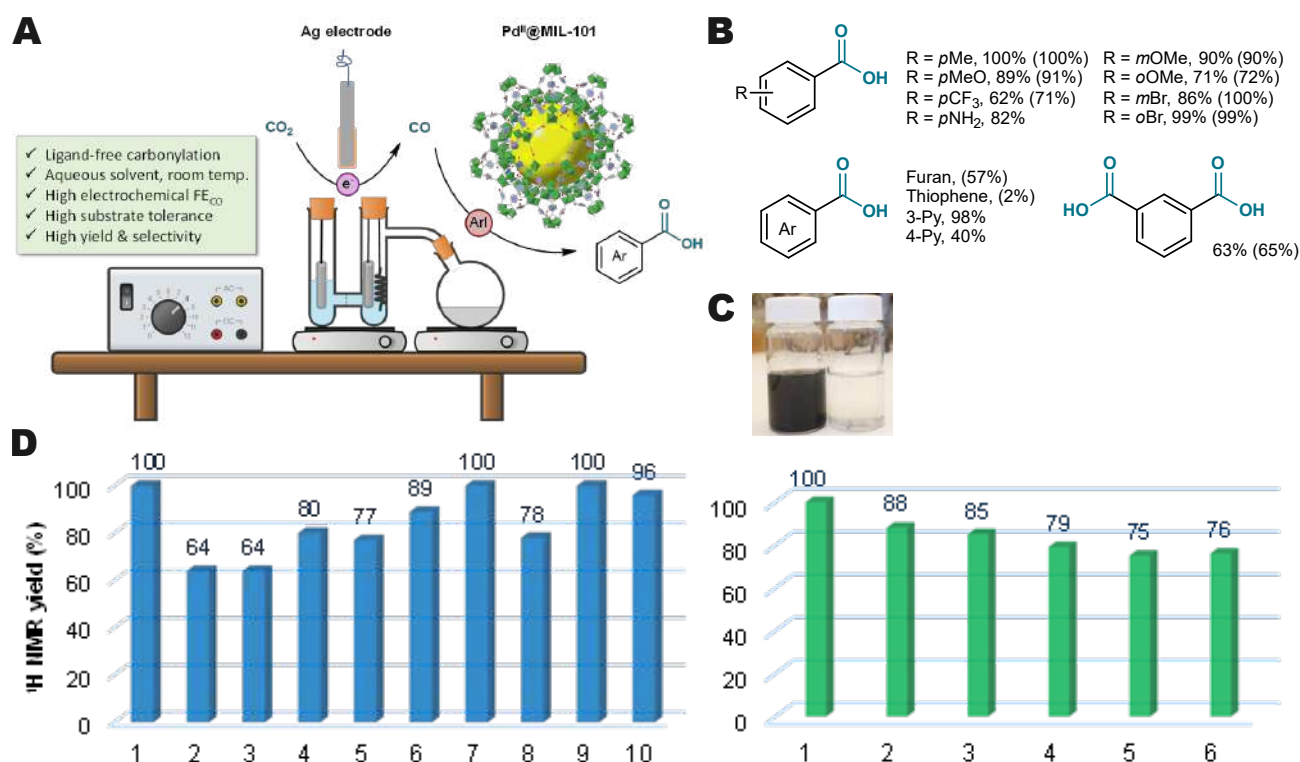 A
Ag electrode
Pdᴵᴵ@MIL-101
CO₂
CO
e⁻
ArI
✓ Ligand-free carbonylation
✓ Aqueous solvent, room temp.
✓ High electrochemical FE_CO
✓ High substrate tolerance
✓ High yield & selectivity
O
OH
Ar
AC
DC
B
O
OH
R
R = pMe, 100% (100%)
R = pMeO, 89% (91%)
R = pCF₃, 62% (71%)
R = pNH₂, 82%
R = mOMe, 90% (90%)
R = oOMe, 71% (72%)
R = mBr, 86% (100%)
R = oBr, 99% (99%)
O
OH
Ar
Furan, (57%)
Thiophene, (2%)
3-Py, 98%
4-Py, 40%
O
HO
O
OH
63% (65%)
C
D
¹H NMR yield (%)
100
80
60
40
20
0
100
64
64
80
77
89
100
78
100
96
1 2 3 4 5 6 7 8 9 10
100
80
60
40
20
0
100
88
85
79
75
76
1 2 3 4 5 6